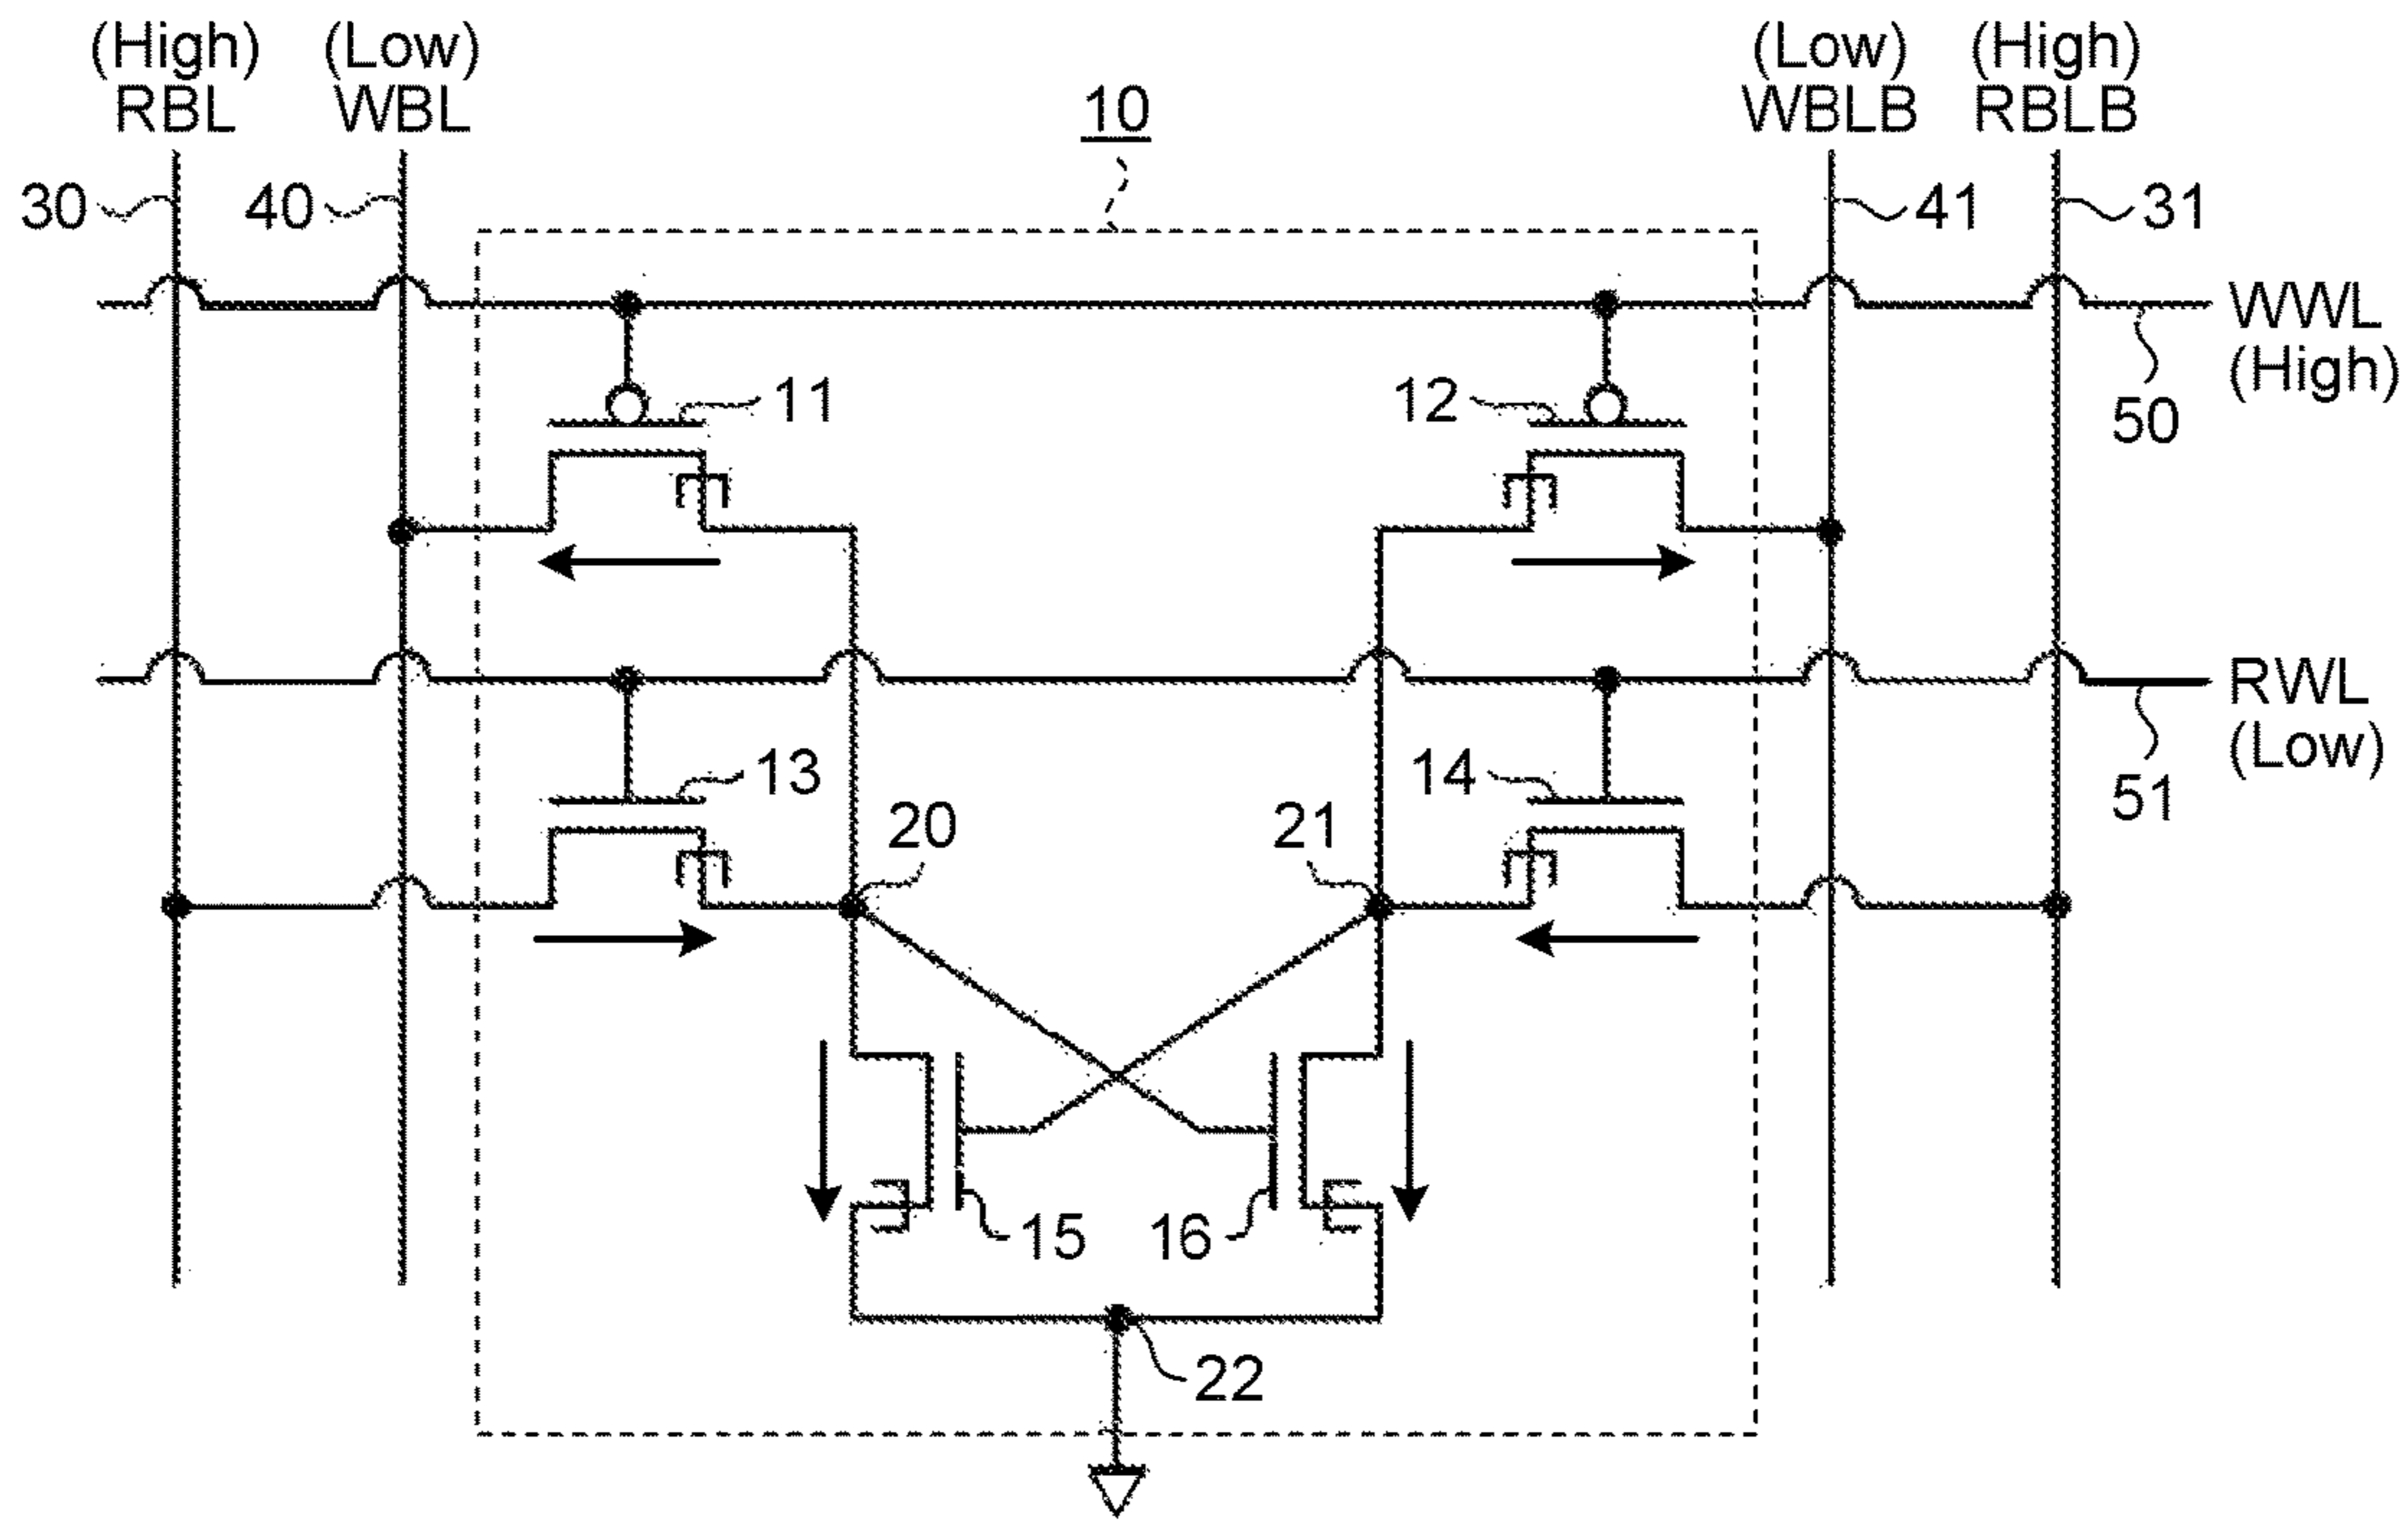 (High) (Low) (Low) (High)
RBL WBL 10 WBLB RBLB
30 40 41 31
WWL
11 12 (High)
50
RWL
13 14 (Low)
20 21 51
15 16
22